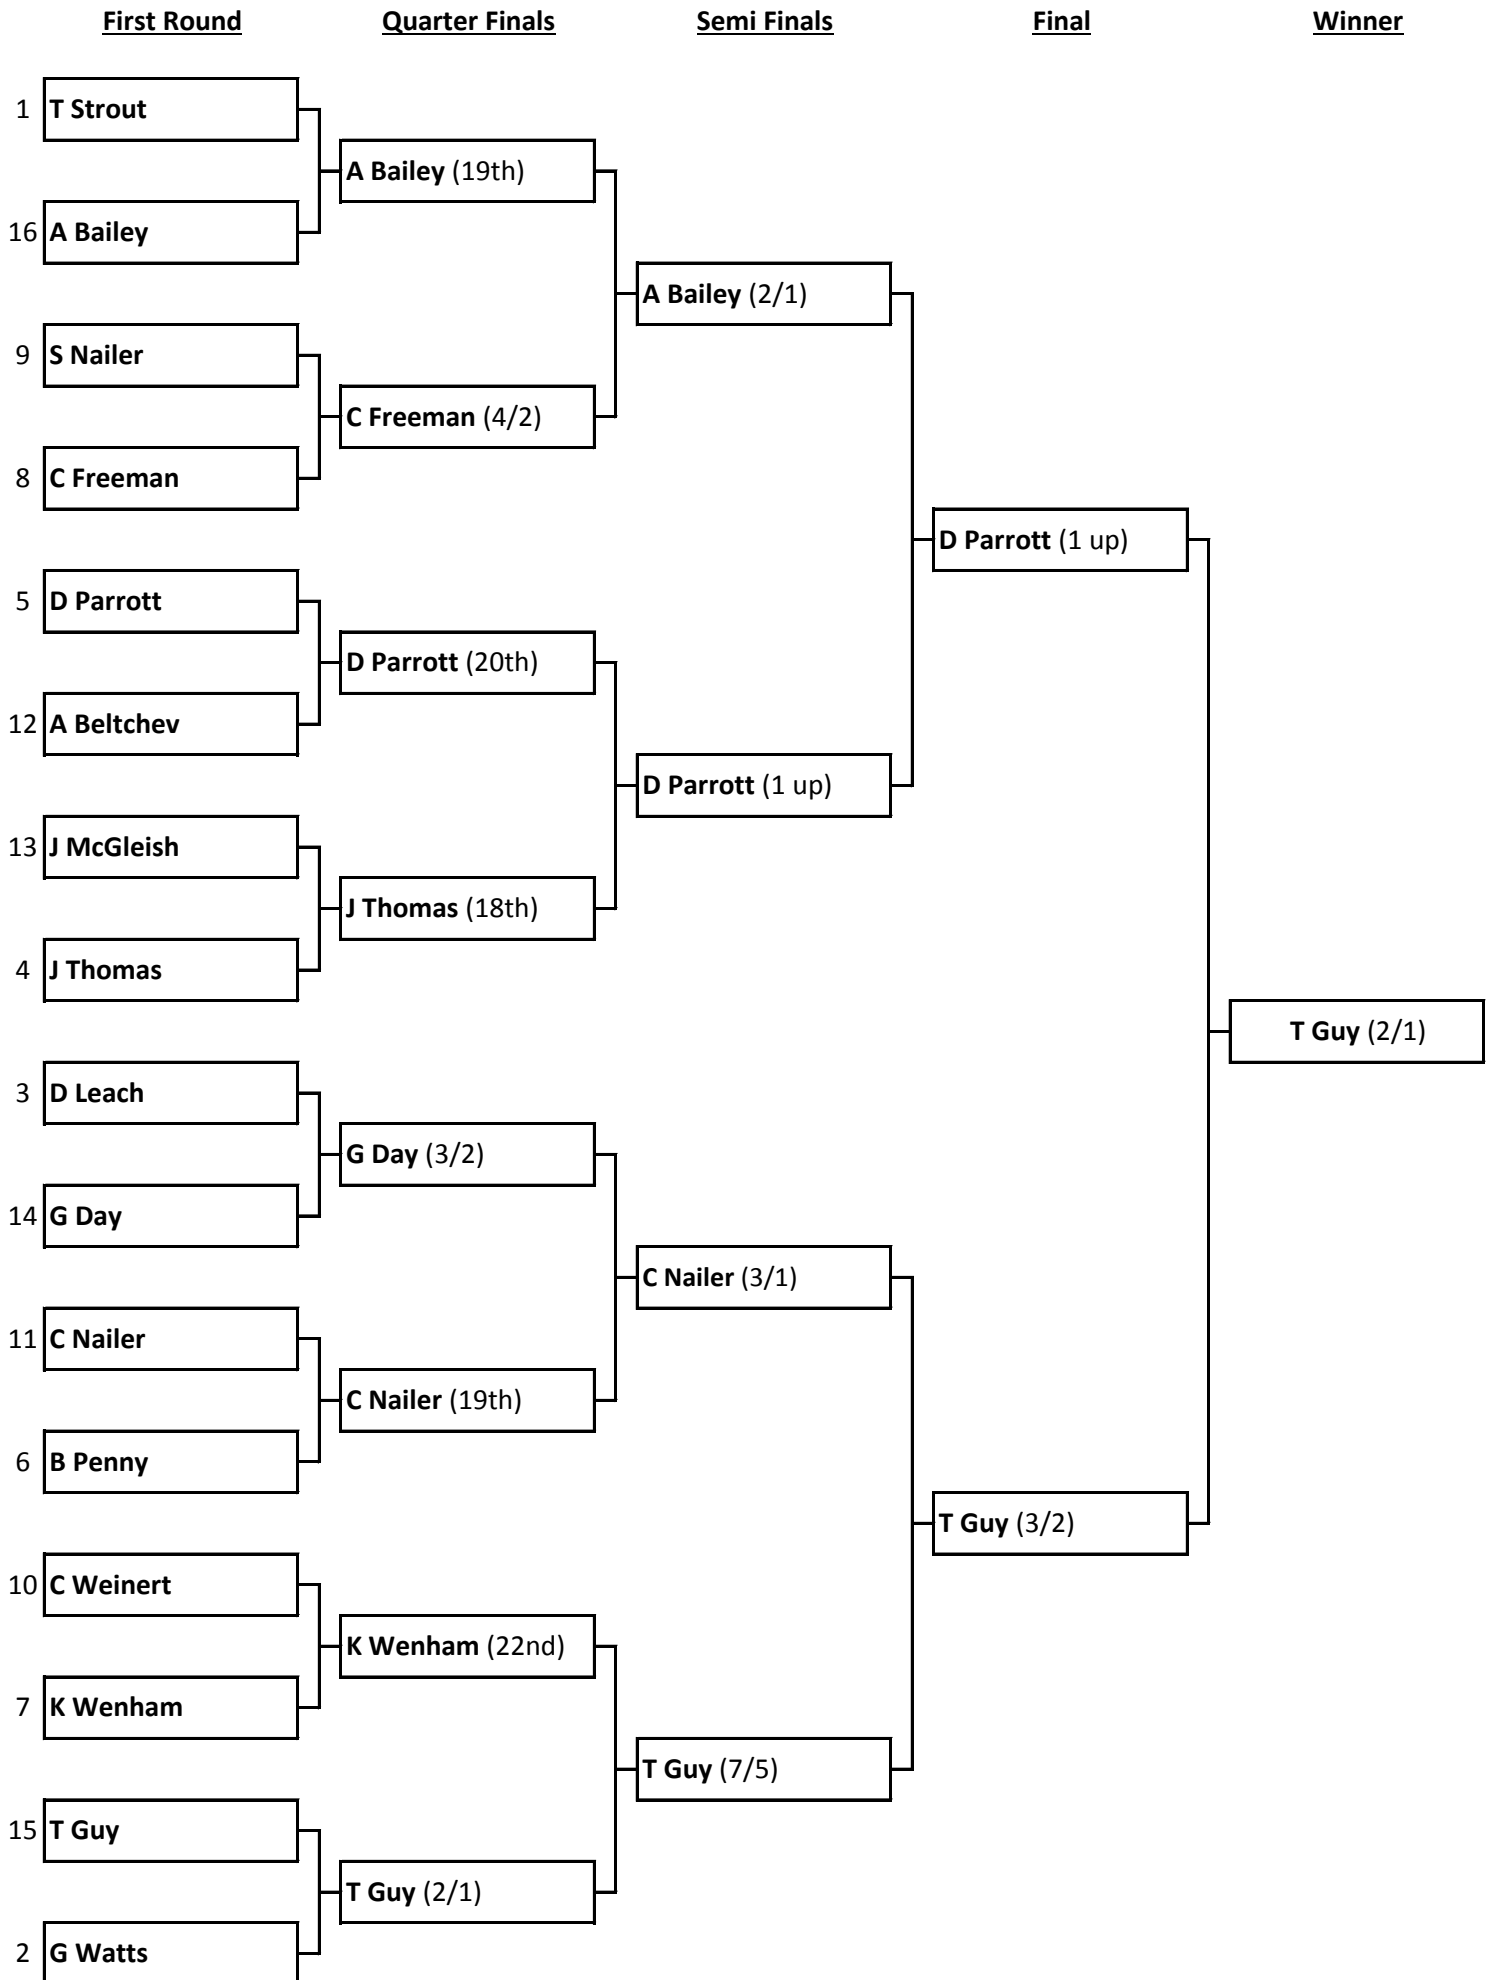 First Round Quarter Finals Semi Finals Final Winner
1 T Strout
A Bailey (19th)
16 A Bailey
A Bailey (2/1)
9 S Nailer
C Freeman (4/2)
8 C Freeman
D Parrott (1 up)
5 D Parrott
D Parrott (20th)
12 A Beltchev
D Parrott (1 up)
13 J McGleish
J Thomas (18th)
4 J Thomas
T Guy (2/1)
3 D Leach
G Day (3/2)
14 G Day
C Nailer (3/1)
11 C Nailer
C Nailer (19th)
6 B Penny
T Guy (3/2)
10 C Weinert
K Wenham (22nd)
7 K Wenham
T Guy (7/5)
15 T Guy
T Guy (2/1)
2 G Watts